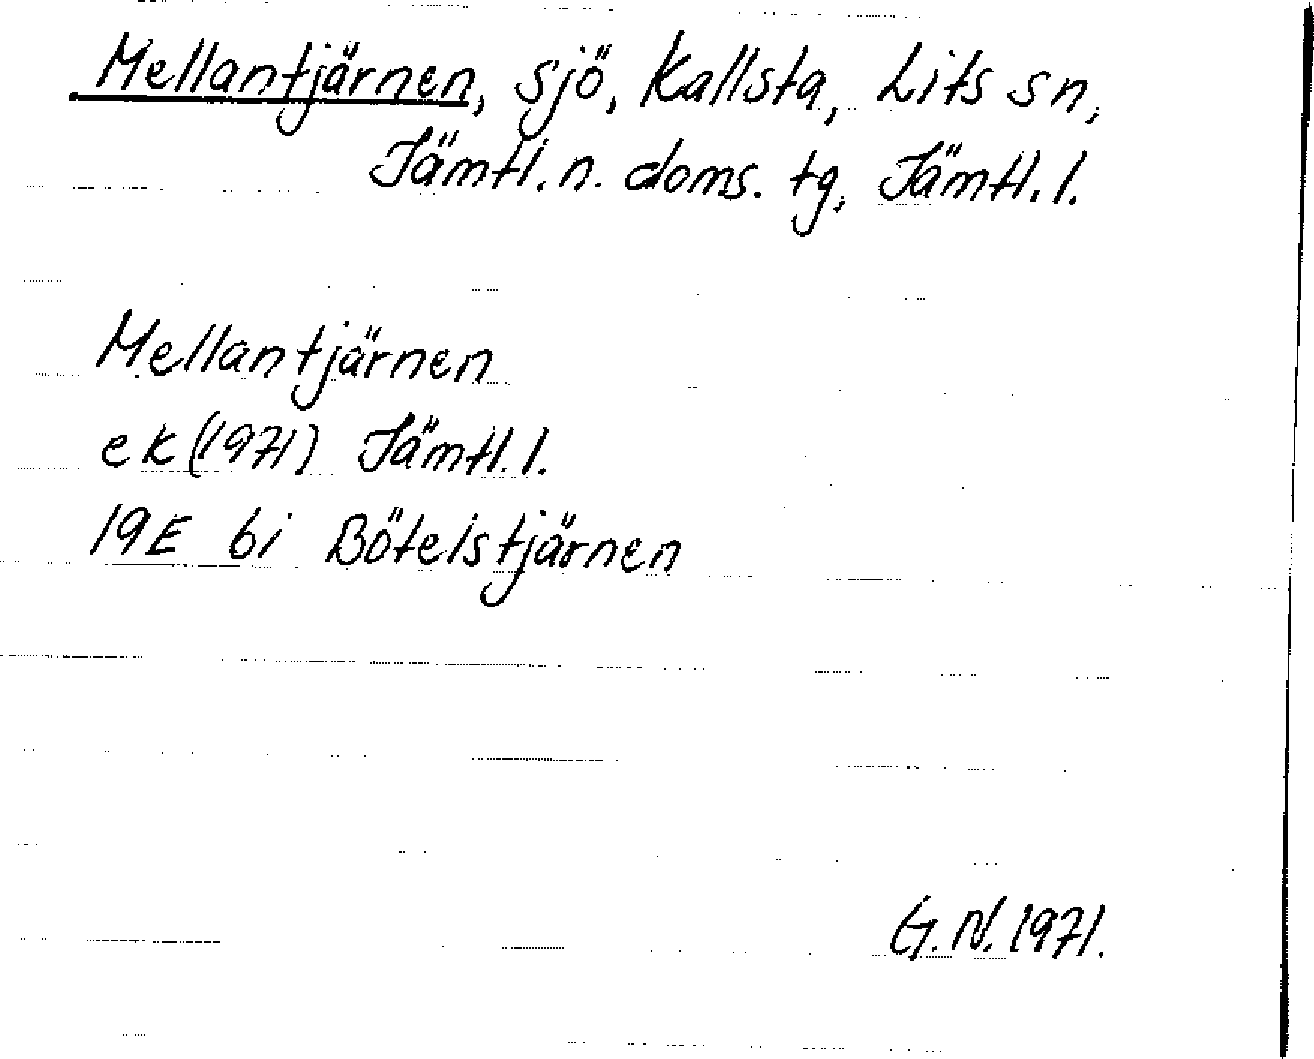 Mellantjärnen, sjö, Kallsta, Lits sn,
Jämtl. n. doms. tg, Jämtl. l.
Mellantjärnen
ek (1971) Jämtl. l.
19E 6i Bötelstjärnen
G. N. 1971.